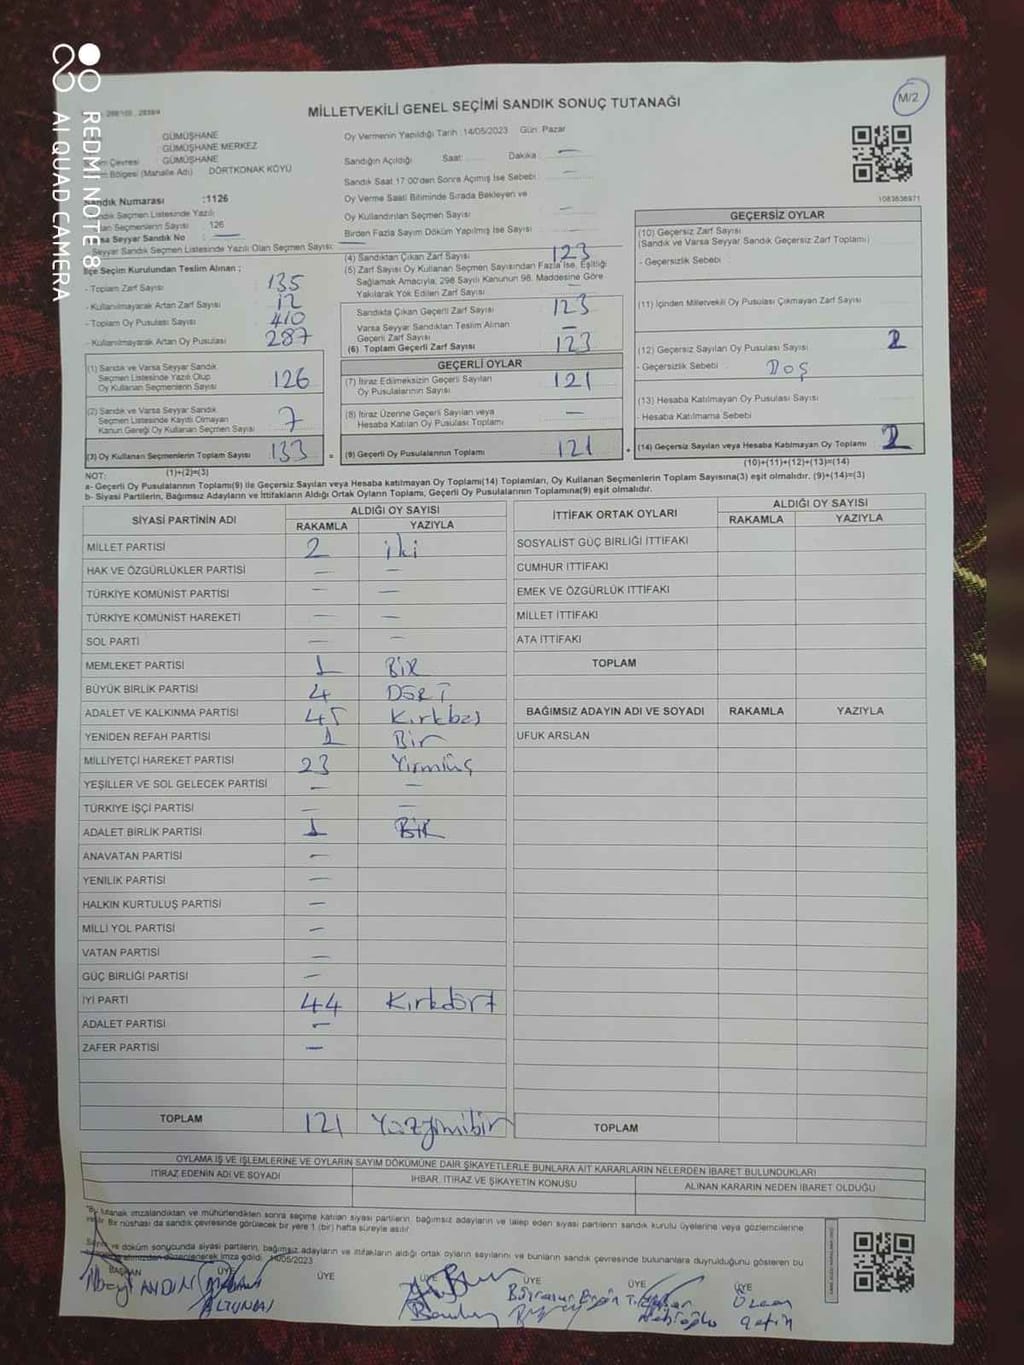 REDMI NOTE 8
AI QUAD CAMERA
M/2
MİLLETVEKİLİ GENEL SEÇİMİ SANDIK SONUÇ TUTANAĞI
GÜMÜŞHANE
GÜMÜŞHANE MERKEZ
Çevresi : GÜMÜŞHANE
Bölgesi (Mahalle Adı) DÖRTKONAK KÖYÜ
Sandık Numarası :1126
Sandık Seçmen Listesinde Yazılı
Olan Seçmenlerin Sayısı : 126
Varsa Seyyar Sandık No : —
Seyyar Sandık Seçmen Listesinde Yazılı Olan Seçmen Sayısı: —
İlçe Seçim Kurulundan Teslim Alınan ;
- Toplam Zarf Sayısı 135
- Kullanılmayarak Artan Zarf Sayısı 12
- Toplam Oy Pusulası Sayısı 410
- Kullanılmayarak Artan Oy Pusulası 287
(1) Sandık ve Varsa Seyyar Sandık
Seçmen Listesinde Yazılı Olup
Oy Kullanan Seçmenlerin Sayısı 126
(2) Sandık ve Varsa Seyyar Sandık
Seçmen Listesinde Kayıtlı Olmayan
Kanun Gereği Oy Kullanan Seçmen Sayısı 7
(3) Oy Kullanan Seçmenlerin Toplam Sayısı 133
(1)+(2)=(3)
Oy Vermenin Yapıldığı Tarih :14/05/2023 Gün: Pazar
Sandığın Açıldığı Saat: Dakika : —
Sandık Saat 17:00'den Sonra Açılmış İse Sebebi : —
Oy Verme Saati Bitiminde Sırada Bekleyen ve
Oy Kullandırılan Seçmen Sayısı —
Birden Fazla Sayım Döküm Yapılmış İse Sayısı —
(4) Sandıktan Çıkan Zarf Sayısı 123
(5) Zarf Sayısı Oy Kullanan Seçmen Sayısından Fazla İse, Eşitliği
Sağlamak Amacıyla, 298 Sayılı Kanunun 98. Maddesine Göre
Yakılarak Yok Edilen Zarf Sayısı —
Sandıkta Çıkan Geçerli Zarf Sayısı 123
Varsa Seyyar Sandıktan Teslim Alınan
Geçerli Zarf Sayısı —
(6) Toplam Geçerli Zarf Sayısı 123
GEÇERLİ OYLAR
(7) İtiraz Edilmeksizin Geçerli Sayılan
Oy Pusulalarının Sayısı 121
(8) İtiraz Üzerine Geçerli Sayılan veya
Hesaba Katılan Oy Pusulası Toplamı —
(9) Geçerli Oy Pusulalarının Toplamı 121
1083636971
GEÇERSİZ OYLAR
(10) Geçersiz Zarf Sayısı
(Sandık ve Varsa Seyyar Sandık Geçersiz Zarf Toplamı)
- Geçersizlik Sebebi :
(11) İçinden Milletvekili Oy Pusulası Çıkmayan Zarf Sayısı
(12) Geçersiz Sayılan Oy Pusulası Sayısı 2
- Geçersizlik Sebebi : Doş
(13) Hesaba Katılmayan Oy Pusulası Sayısı
- Hesaba Katılmama Sebebi
(14) Geçersiz Sayılan veya Hesaba Katılmayan Oy Toplamı 2
(10)+(11)+(12)+(13)=(14)
NOT:
a- Geçerli Oy Pusulalarının Toplamı(9) ile Geçersiz Sayılan veya Hesaba katılmayan Oy Toplamı(14) Toplamları, Oy Kullanan Seçmenlerin Toplam Sayısına(3) eşit olmalıdır. (9)+(14)=(3)
b- Siyasi Partilerin, Bağımsız Adayların ve İttifakların Aldığı Ortak Oyların Toplamı, Geçerli Oy Pusulalarının Toplamına(9) eşit olmalıdır.
SİYASİ PARTİNİN ADI ALDIĞI OY SAYISI
RAKAMLA YAZIYLA
MİLLET PARTİSİ 2 iki
HAK VE ÖZGÜRLÜKLER PARTİSİ — —
TÜRKİYE KOMÜNİST PARTİSİ — —
TÜRKİYE KOMÜNİST HAREKETİ — —
SOL PARTİ — —
MEMLEKET PARTİSİ 1 BİR
BÜYÜK BİRLİK PARTİSİ 4 DÖRT
ADALET VE KALKINMA PARTİSİ 45 Kırkbeş
YENİDEN REFAH PARTİSİ 1 Bir
MİLLİYETÇİ HAREKET PARTİSİ 23 Yirmiüç
YEŞİLLER VE SOL GELECEK PARTİSİ — —
TÜRKİYE İŞÇİ PARTİSİ — —
ADALET BİRLİK PARTİSİ 1 BİR
ANAVATAN PARTİSİ —
YENİLİK PARTİSİ —
HALKIN KURTULUŞ PARTİSİ —
MİLLİ YOL PARTİSİ —
VATAN PARTİSİ —
GÜÇ BİRLİĞİ PARTİSİ —
İYİ PARTİ 44 Kırkdört
ADALET PARTİSİ —
ZAFER PARTİSİ —
TOPLAM 121 Yüzyirmibir
İTTİFAK ORTAK OYLARI ALDIĞI OY SAYISI
RAKAMLA YAZIYLA
SOSYALİST GÜÇ BİRLİĞİ İTTİFAKI
CUMHUR İTTİFAKI
EMEK VE ÖZGÜRLÜK İTTİFAKI
MİLLET İTTİFAKI
ATA İTTİFAKI
TOPLAM
BAĞIMSIZ ADAYIN ADI VE SOYADI RAKAMLA YAZIYLA
UFUK ARSLAN
TOPLAM
OYLAMA İŞ VE İŞLEMLERİNE VE OYLARIN SAYIM DÖKÜMÜNE DAİR ŞİKAYETLERLE BUNLARA AİT KARARLARIN NELERDEN İBARET BULUNDUKLARI
İTİRAZ EDENİN ADI VE SOYADI İHBAR, İTİRAZ VE ŞİKAYETİN KONUSU ALINAN KARARIN NEDEN İBARET OLDUĞU
*Bu tutanak imzalandıktan ve mühürlendikten sonra seçime katılan siyasi partilerin, bağımsız adayların ve talep eden siyasi partilerin sandık kurulu üyelerine veya gözlemcilerine
verilir. Bir nüshası da sandık çevresinde görülecek bir yere 1 (bir) hafta süreyle asılır.
Sayım ve döküm sonucunda siyasi partilerin, bağımsız adayların ve ittifakların aldığı ortak oyların sayılarını ve bunların sandık çevresinde bulunanlara duyrulduğunu gösteren bu
tarafımızdan düzenlenerek imza edildi. 14/05/2023
BAŞKAN ÜYE ÜYE ÜYE ÜYE ÜYE ÜYE
AYDIN
ALTUNBAŞ
Özcan
çetin